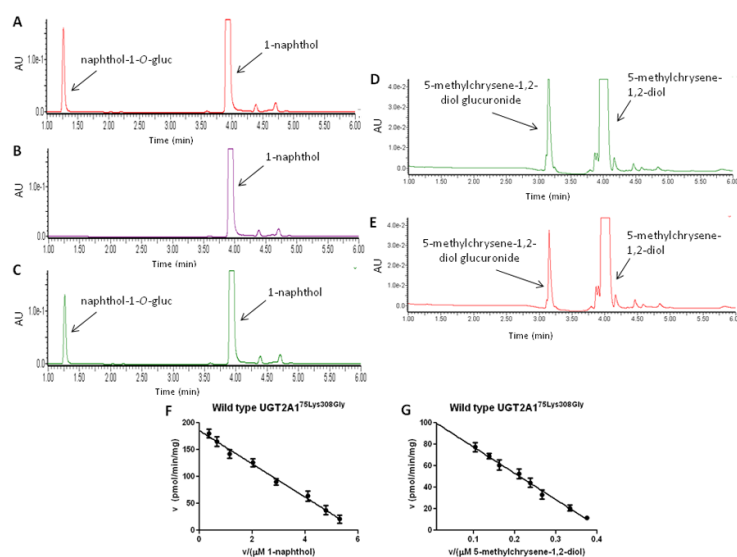 A
AU
1.0e-1
0.0
naphthol-1-O-gluc
1-naphthol
1.00 1.50 2.00 2.50 3.00 3.50 4.00 4.50 5.00 5.50 6.00
Time (min)
B
AU
1.0e-1
0.0
1-naphthol
1.00 1.50 2.00 2.50 3.00 3.50 4.00 4.50 5.00 5.50 6.00
Time (min)
C
AU
1.0e-1
0.0
naphthol-1-O-gluc
1-naphthol
1.00 1.50 2.00 2.50 3.00 3.50 4.00 4.50 5.00 5.50 6.00
Time (min)
D
AU
4.0e-2
3.0e-2
2.0e-2
1.0e-2
0.0
5-methylchrysene-1,2-
diol glucuronide
5-methylchrysene-
1,2-diol
1.00 1.50 2.00 2.50 3.00 3.50 4.00 4.50 5.00 5.50 6.00
Time (min)
E
AU
4.0e-2
3.0e-2
2.0e-2
1.0e-2
0.0
5-methylchrysene-1,2-
diol glucuronide
5-methylchrysene-
1,2-diol
1.00 1.50 2.00 2.50 3.00 3.50 4.00 4.50 5.00 5.50 6.00
Time (min)
F
Wild type UGT2A175Lys308Gly
v (pmol/min/mg)
200
150
100
50
0
0 2 4 6
v/(μM 1-naphthol)
G
Wild type UGT2A175Lys308Gly
v (pmol/min/mg)
100
80
60
40
20
0
0.0 0.1 0.2 0.3 0.4
v/(μM 5-methylchrysene-1,2-diol)